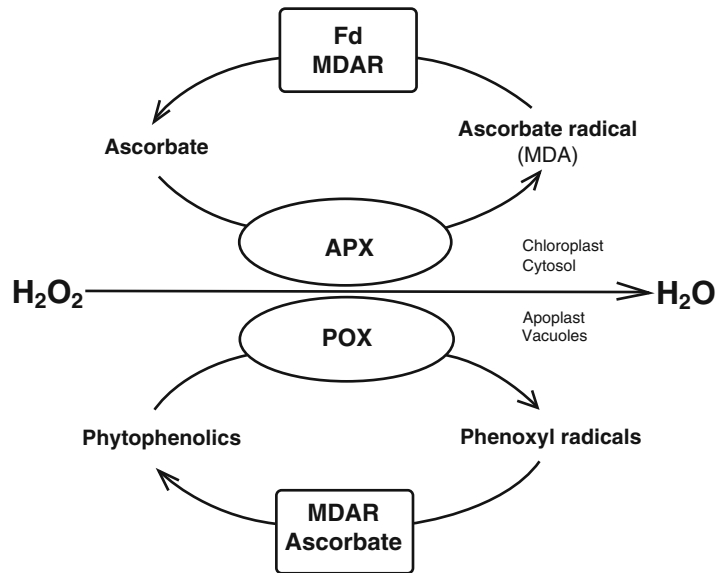 Fd
MDAR
Ascorbate
Ascorbate radical
(MDA)
APX
Chloroplast
Cytosol
H₂O₂
H₂O
Apoplast
Vacuoles
POX
Phytophenolics
Phenoxyl radicals
MDAR
Ascorbate